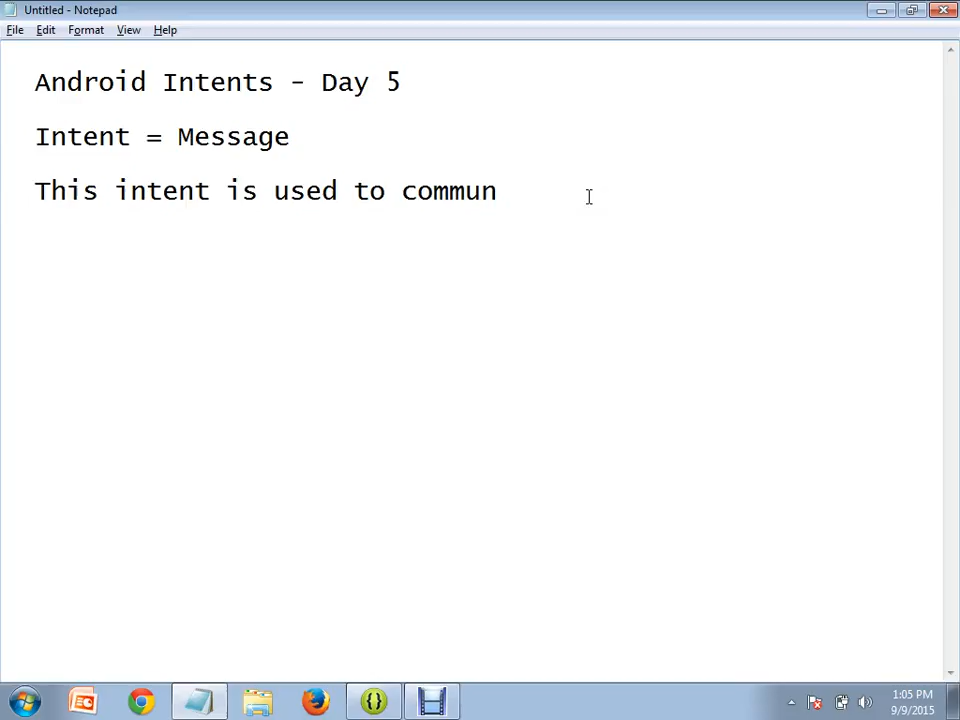 Untitled - Notepad
File Edit Format View Help
Android Intents - Day 5
Intent = Message
This intent is used to commun
1:05 PM
9/9/2015